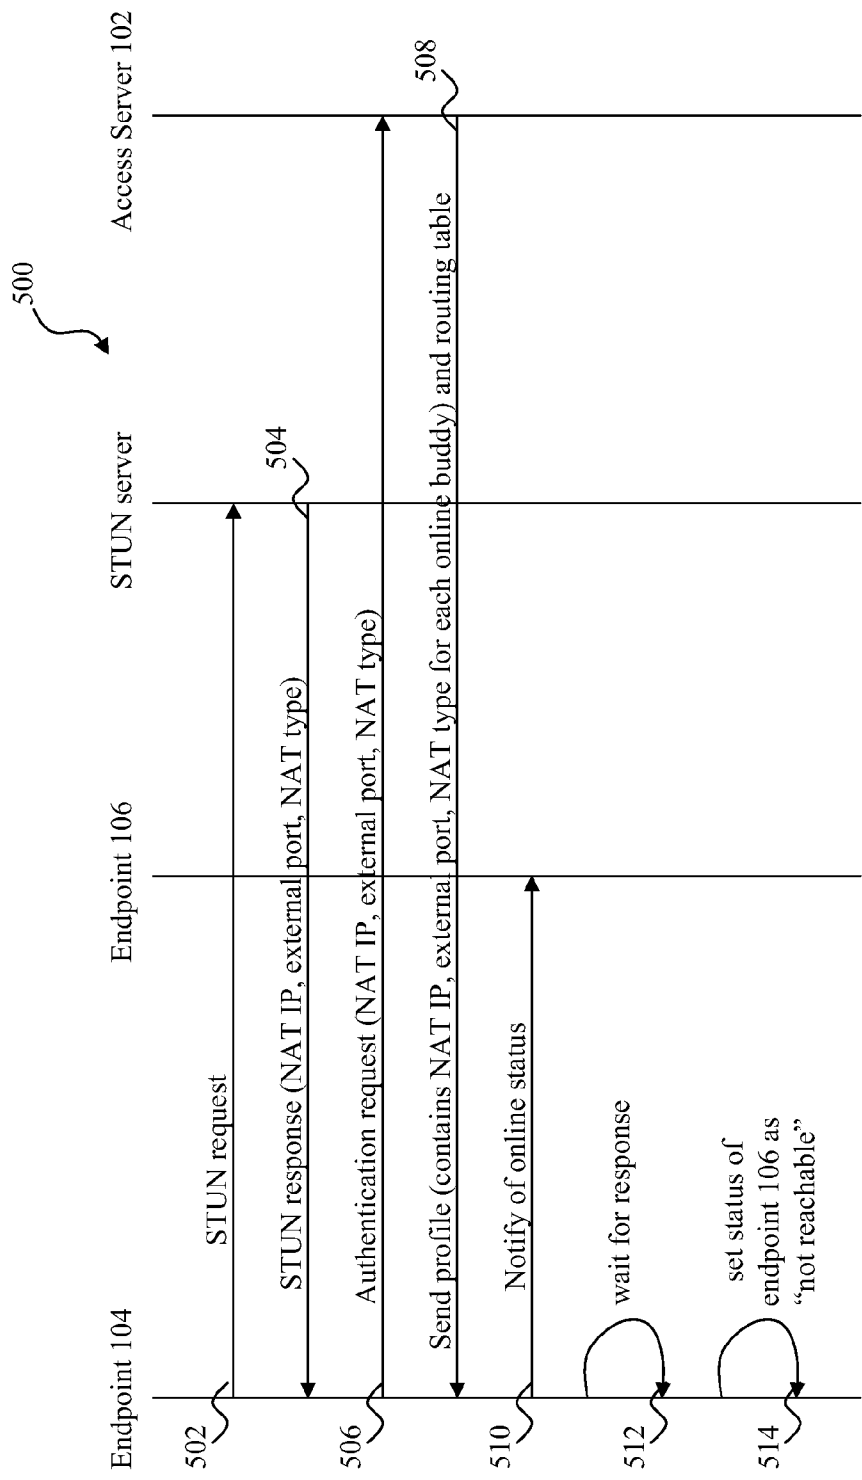 500
Endpoint 104
Endpoint 106
STUN server
Access Server 102
502
STUN request
504
STUN response (NAT IP, external port, NAT type)
506
Authentication request (NAT IP, external port, NAT type)
508
Send profile (contains NAT IP, external port, NAT type for each online buddy) and routing table
510
Notify of online status
512
wait for response
514
set status of
endpoint 106 as
“not reachable”